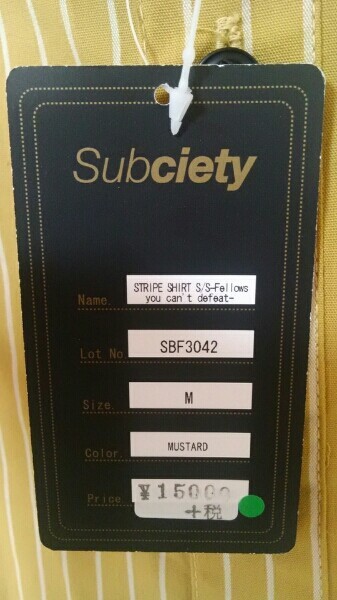 Subciety
Name. STRIPE SHIRT S/S-Fellows
you can't defeat-
Lot No. SBF3042
Size. M
Color. MUSTARD
Price. ¥15000
+税